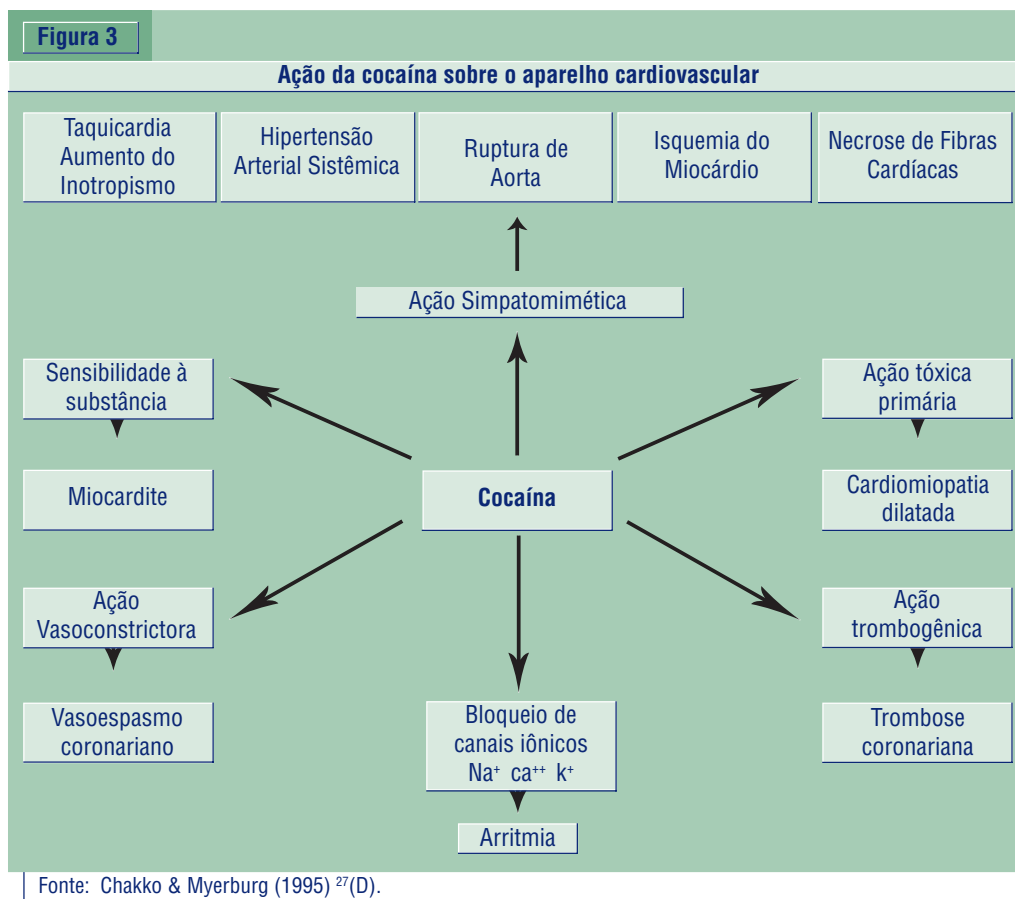 Figura 3
Ação da cocaína sobre o aparelho cardiovascular
Taquicardia
Aumento do
Inotropismo
Hipertensão
Arterial Sistêmica
Ruptura de
Aorta
Isquemia do
Miocárdio
Necrose de Fibras
Cardíacas
Ação Simpatomimética
Sensibilidade à
substância
Ação tóxica
primária
Miocardite
Cocaína
Cardiomiopatia
dilatada
Ação
Vasoconstrictora
Ação
trombogênica
Vasoespasmo
coronariano
Bloqueio de
canais iônicos
Na⁺ ca⁺⁺ k⁺
Trombose
coronariana
Arritmia
Fonte: Chakko & Myerburg (1995) ²⁷(D).